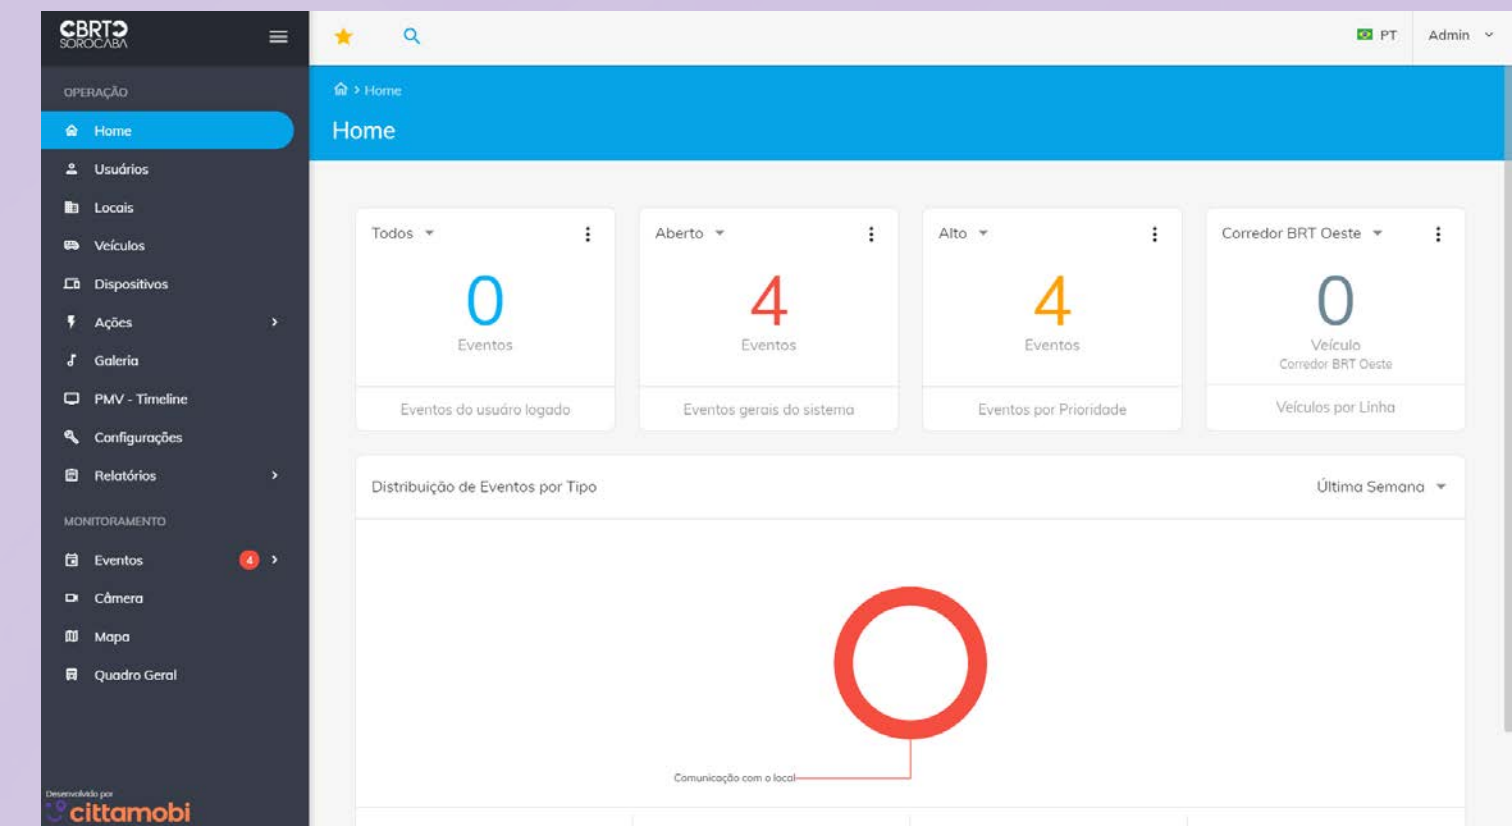 CBRTS
SOROCABA
PT
Admin
OPERAÇÃO
Home
Usuários
Locais
Veículos
Dispositivos
Ações
Galeria
PMV - Timeline
Configurações
Relatórios
MONITORAMENTO
Eventos
4
Câmera
Mapa
Quadro Geral
Desenvolvido por
cittamobi
> Home
Home
Todos
0
Eventos
Eventos do usuáro logado
Aberto
4
Eventos
Eventos gerais do sistema
Alto
4
Eventos
Eventos por Prioridade
Corredor BRT Oeste
0
Veículo
Corredor BRT Oeste
Veículos por Linha
Distribuição de Eventos por Tipo
Última Semana
Comunicação com o local